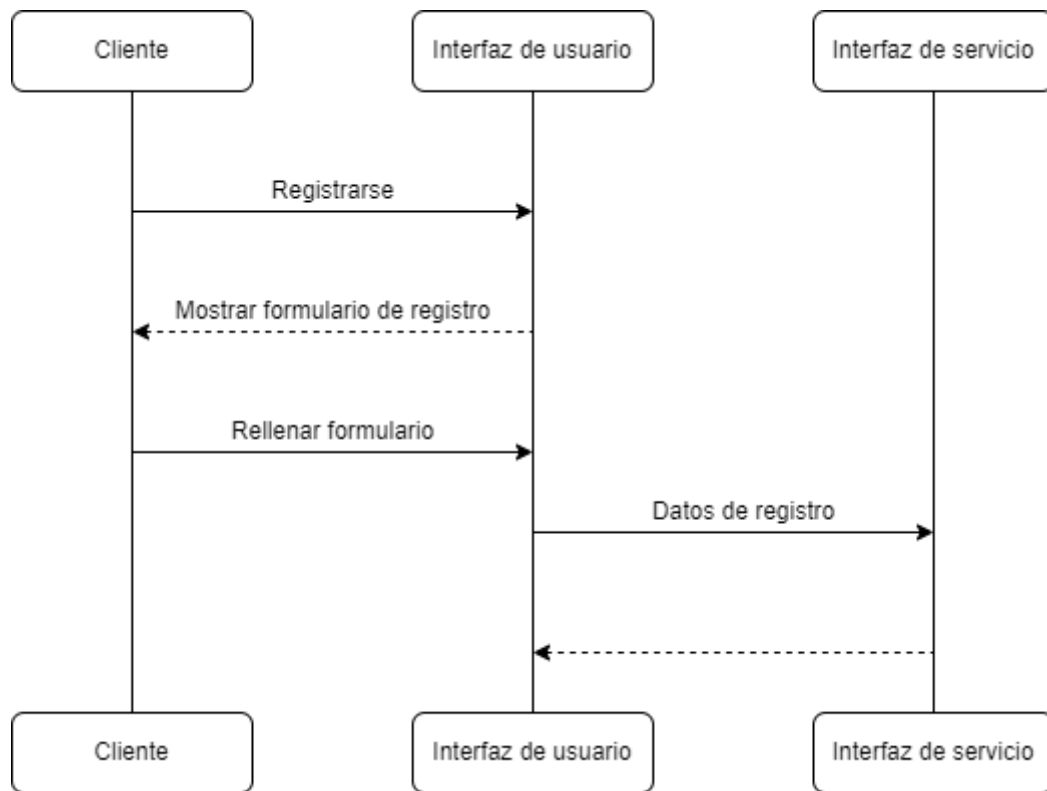 Cliente
Interfaz de usuario
Interfaz de servicio
Registrarse
Mostrar formulario de registro
Rellenar formulario
Datos de registro
Cliente
Interfaz de usuario
Interfaz de servicio